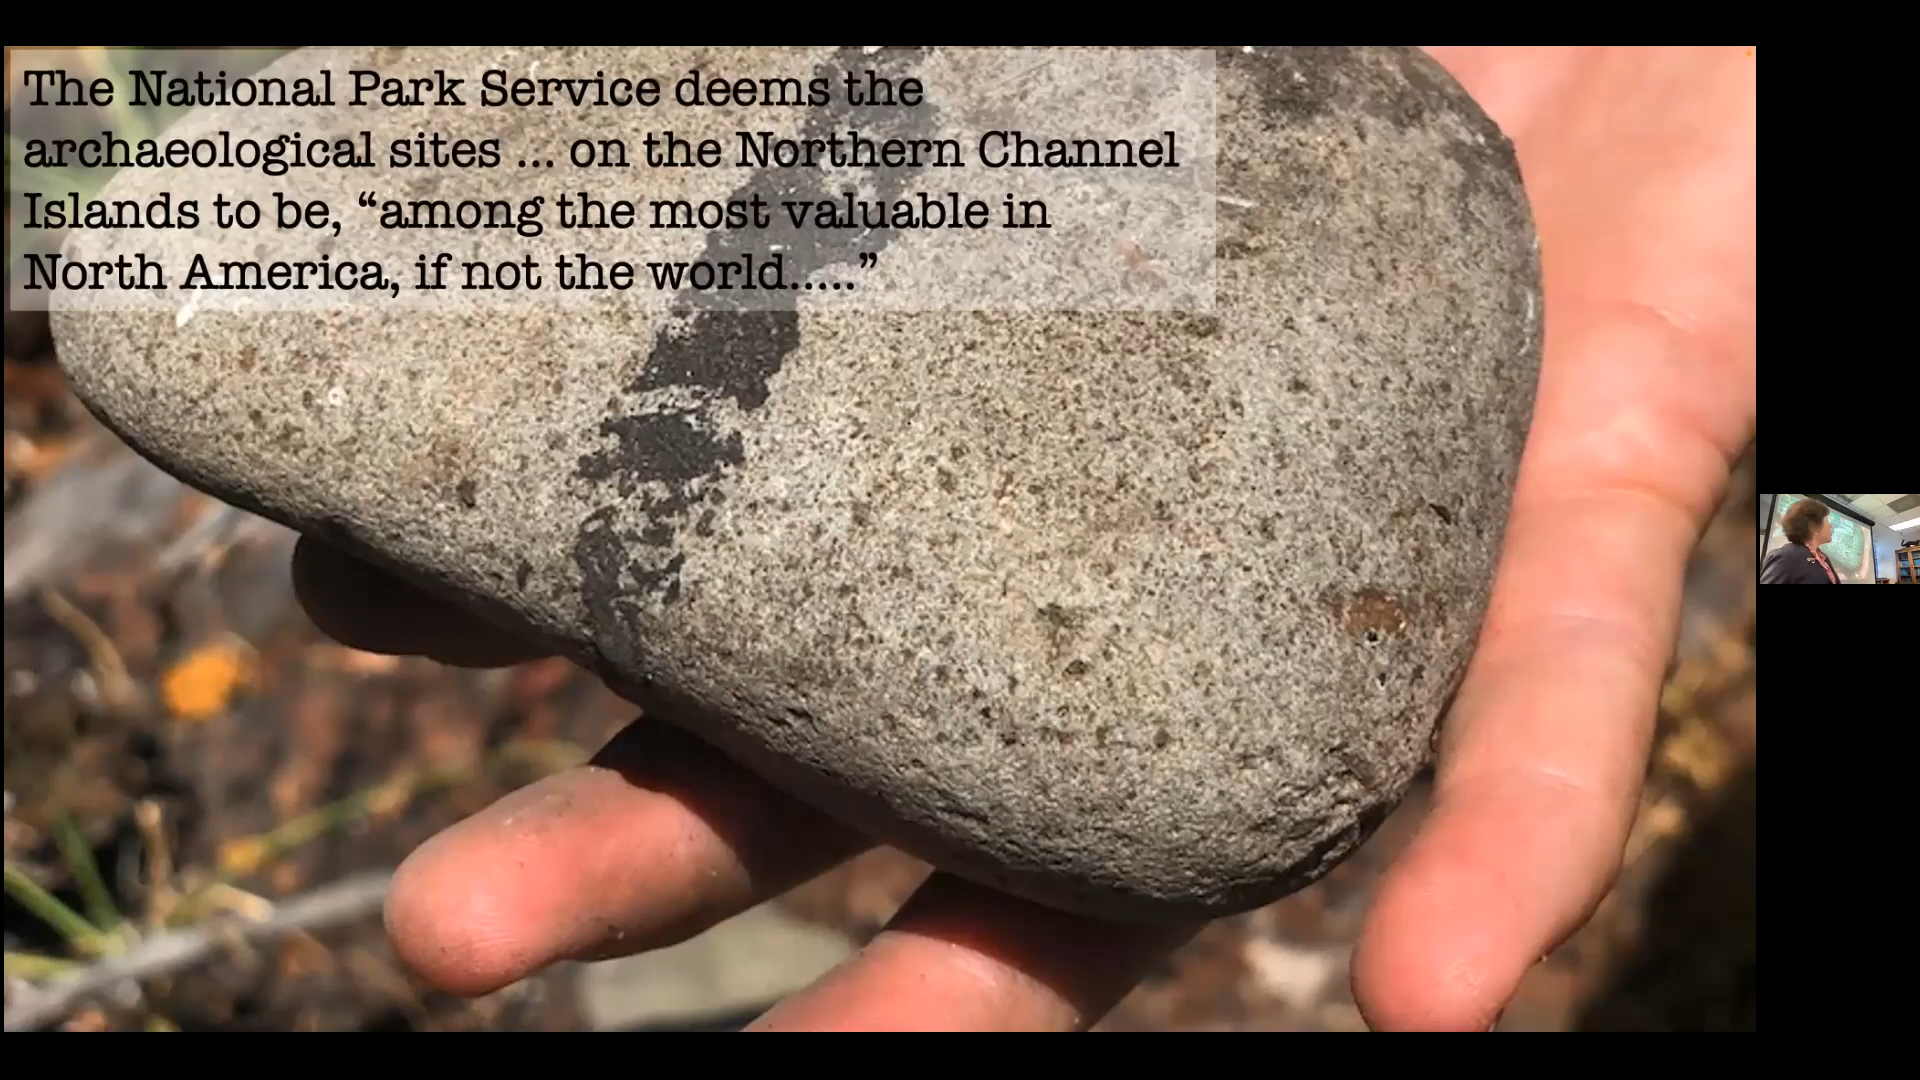 The National Park Service deems the
archaeological sites ... on the Northern Channel
Islands to be, “among the most valuable in
North America, if not the world.....”